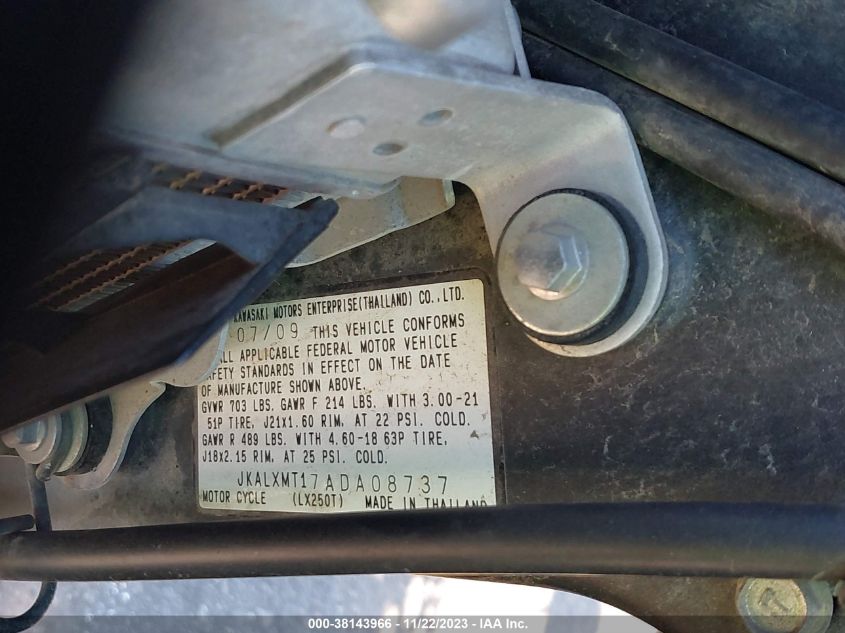 KAWASAKI MOTORS ENTERPRISE(THAILAND) CO.,LTD.
07/09 THIS VEHICLE CONFORMS
ALL APPLICABLE FEDERAL MOTOR VEHICLE
SAFETY STANDARDS IN EFFECT ON THE DATE
OF MANUFACTURE SHOWN ABOVE.
GVWR 703 LBS. GAWR F 214 LBS. WITH 3.00-21
51P TIRE, J21x1.60 RIM, AT 22 PSI. COLD.
GAWR R 489 LBS. WITH 4.60-18 63P TIRE,
J18x2.15 RIM, AT 25 PSI. COLD.
JKALXMT17ADA08737
MOTOR CYCLE (LX250T) MADE IN THAILAND
000-38143966 - 11/22/2023 - IAA Inc.